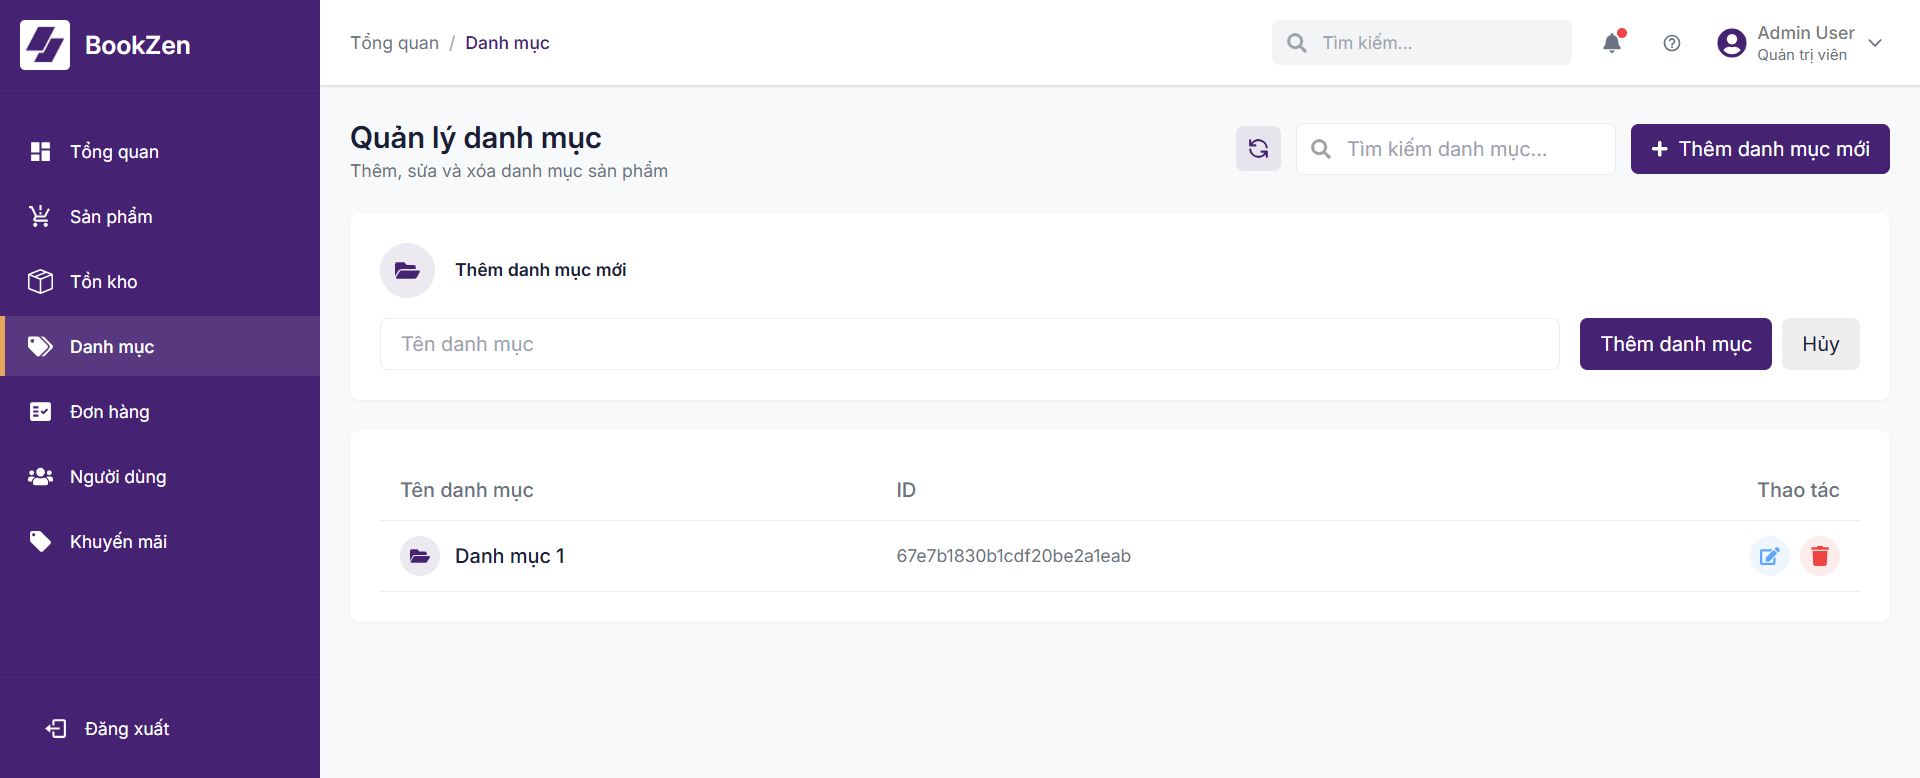 BookZen
Tổng quan
Sản phẩm
Tồn kho
Danh mục
Đơn hàng
Người dùng
Khuyến mãi
Đăng xuất
Tổng quan / Danh mục
Tìm kiếm...
Admin User
Quản trị viên
Quản lý danh mục
Thêm, sửa và xóa danh mục sản phẩm
Tìm kiếm danh mục...
Thêm danh mục mới
Thêm danh mục mới
Tên danh mục
Thêm danh mục
Hủy
Tên danh mục ID Thao tác
Danh mục 1 67e7b1830b1cdf20be2a1eab